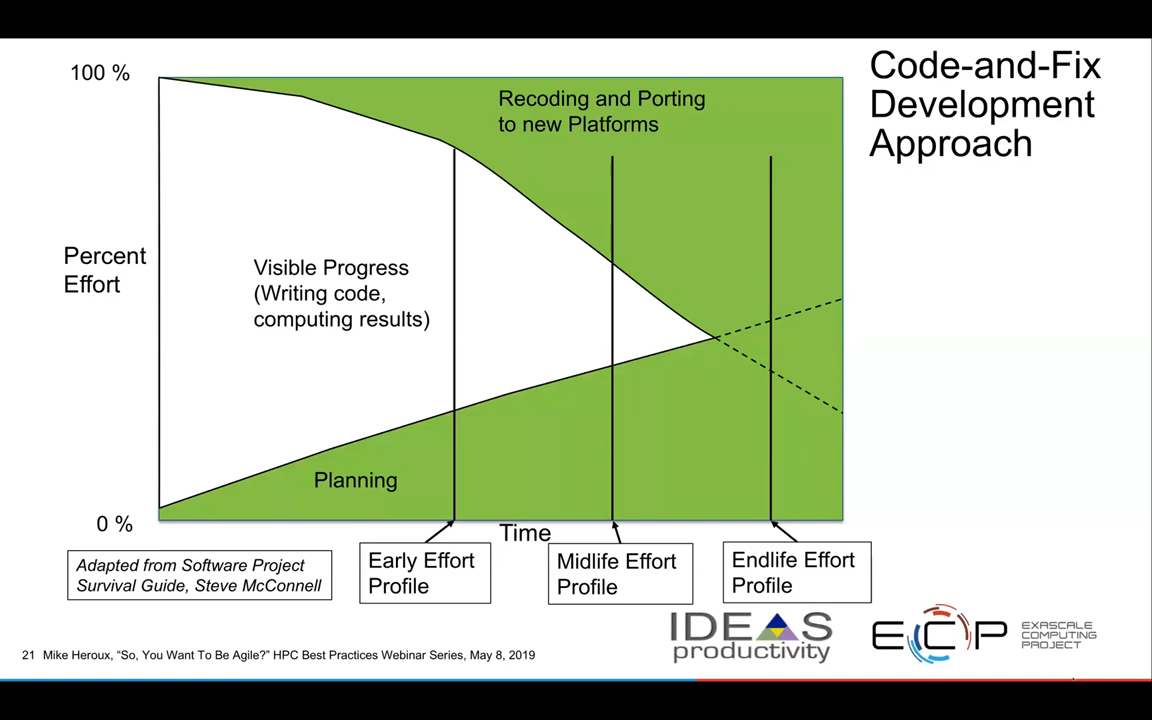 Code-and-Fix
Development
Approach
100 %
Recoding and Porting
to new Platforms
Percent
Effort
Visible Progress
(Writing code,
computing results)
Planning
0 %
Time
Adapted from Software Project
Survival Guide, Steve McConnell
Early Effort
Profile
Midlife Effort
Profile
Endlife Effort
Profile
IDEAS
productivity
ECP
EXASCALE
COMPUTING
PROJECT
21 Mike Heroux, “So, You Want To Be Agile?” HPC Best Practices Webinar Series, May 8, 2019